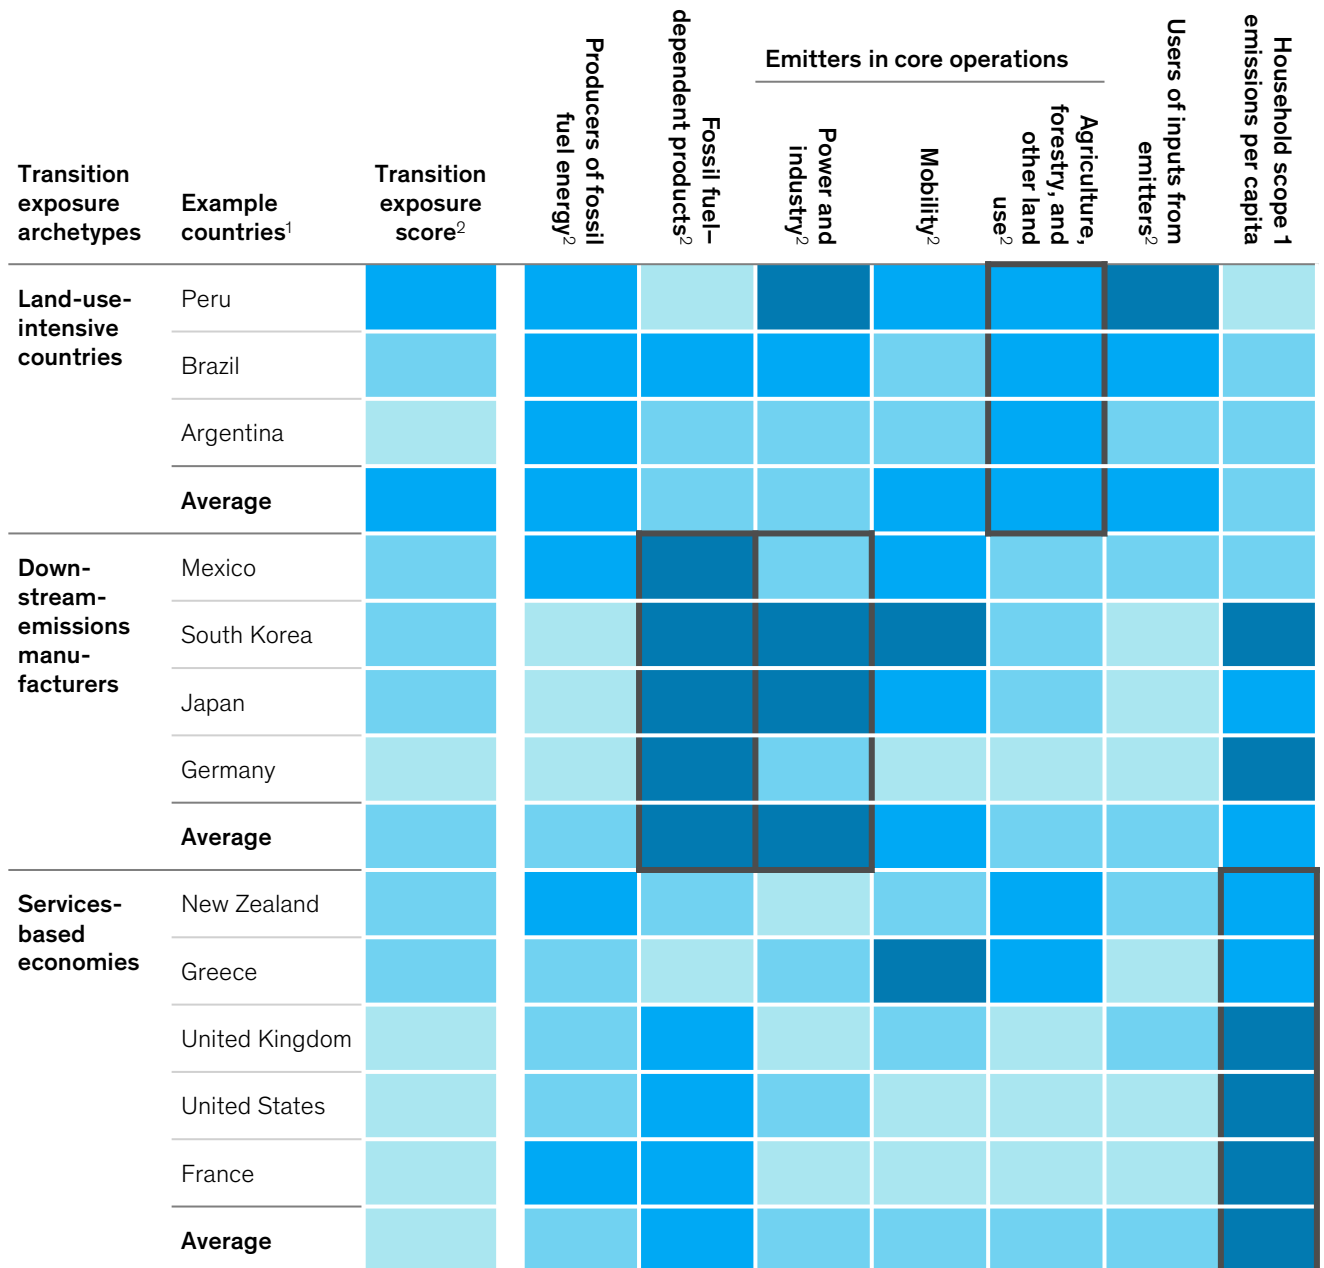 Transition
exposure
archetypes
Example
countries1
Transition
exposure
score2
Producers of fossil
fuel energy2
Fossil fuel–
dependent products2
Emitters in core operations
Power and
industry2
Mobility2
Agriculture,
forestry, and
other land
use2
Users of inputs from
emitters2
Household scope 1
emissions per capita
Land-use-
intensive
countries
Peru
Brazil
Argentina
Average
Down-
stream-
emissions
manu-
facturers
Mexico
South Korea
Japan
Germany
Average
Services-
based
economies
New Zealand
Greece
United Kingdom
United States
France
Average